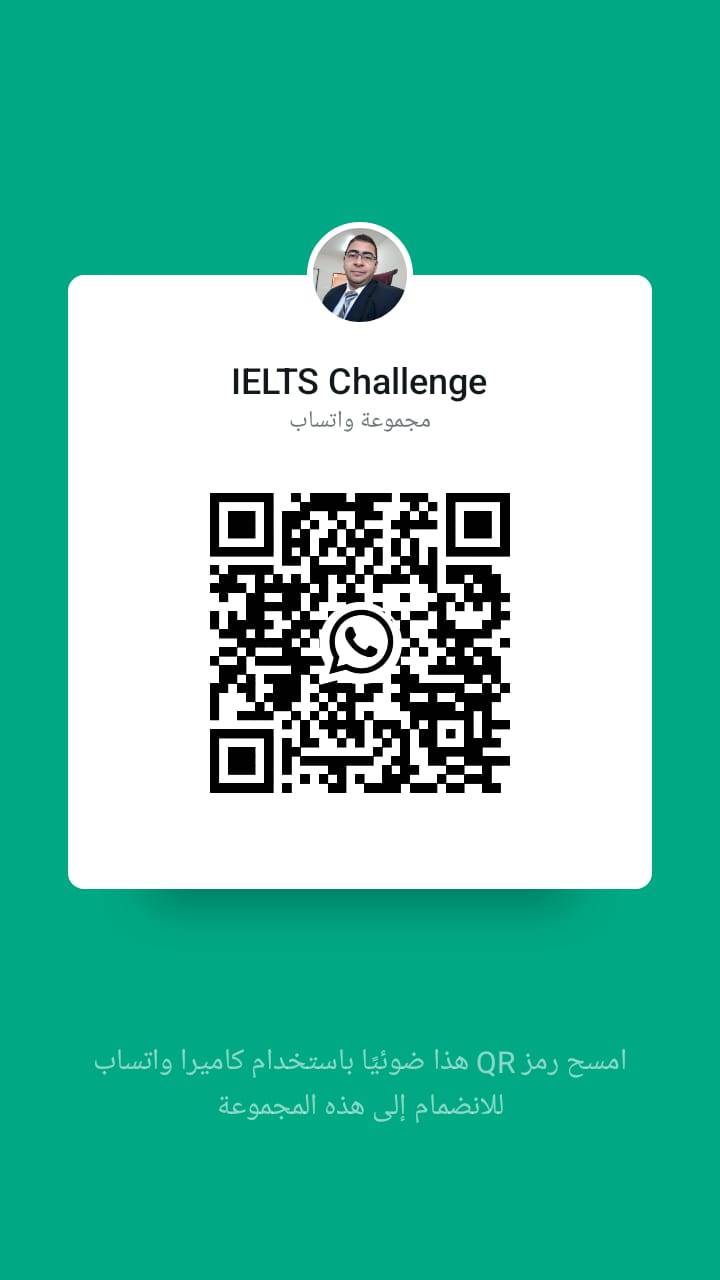 IELTS Challenge
مجموعة واتساب
امسح رمز QR هذا ضوئيًا باستخدام كاميرا واتساب
للانضمام إلى هذه المجموعة